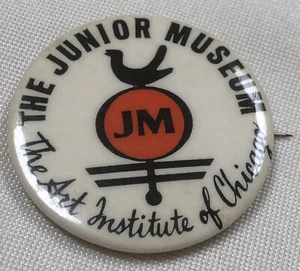 THE JUNIOR MUSEUM
JM
The Art Institute of Chicago